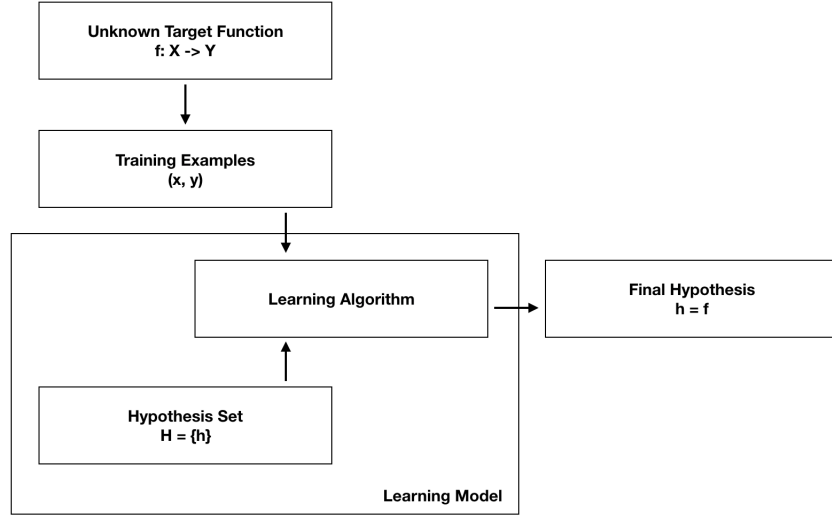 Unknown Target Function
f: X -> Y
Training Examples
(x, y)
Learning Algorithm
Final Hypothesis
h = f
Hypothesis Set
H = {h}
Learning Model